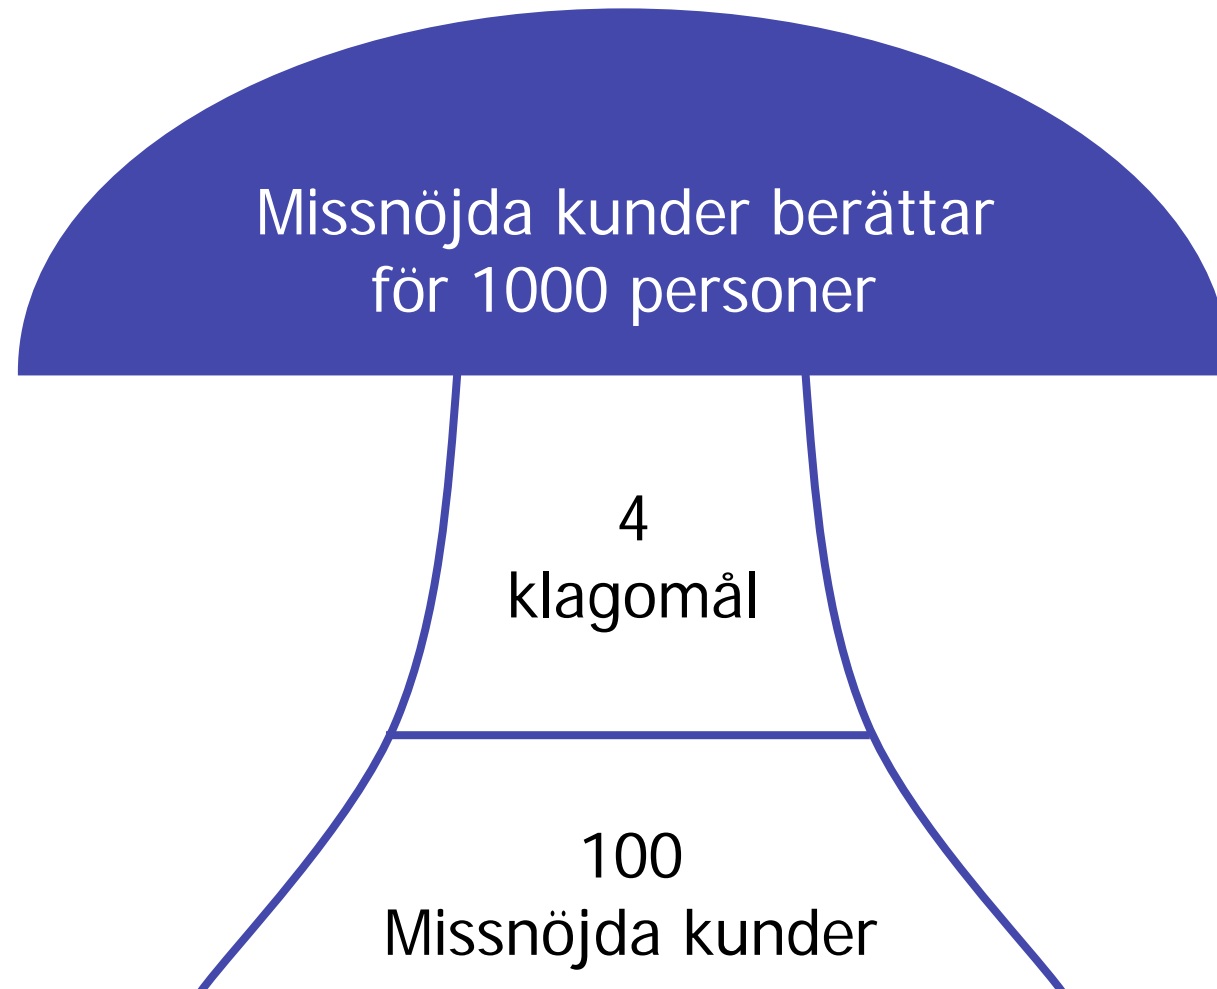 Missnöjda kunder berättar
för 1000 personer
4
klagomål
100
Missnöjda kunder